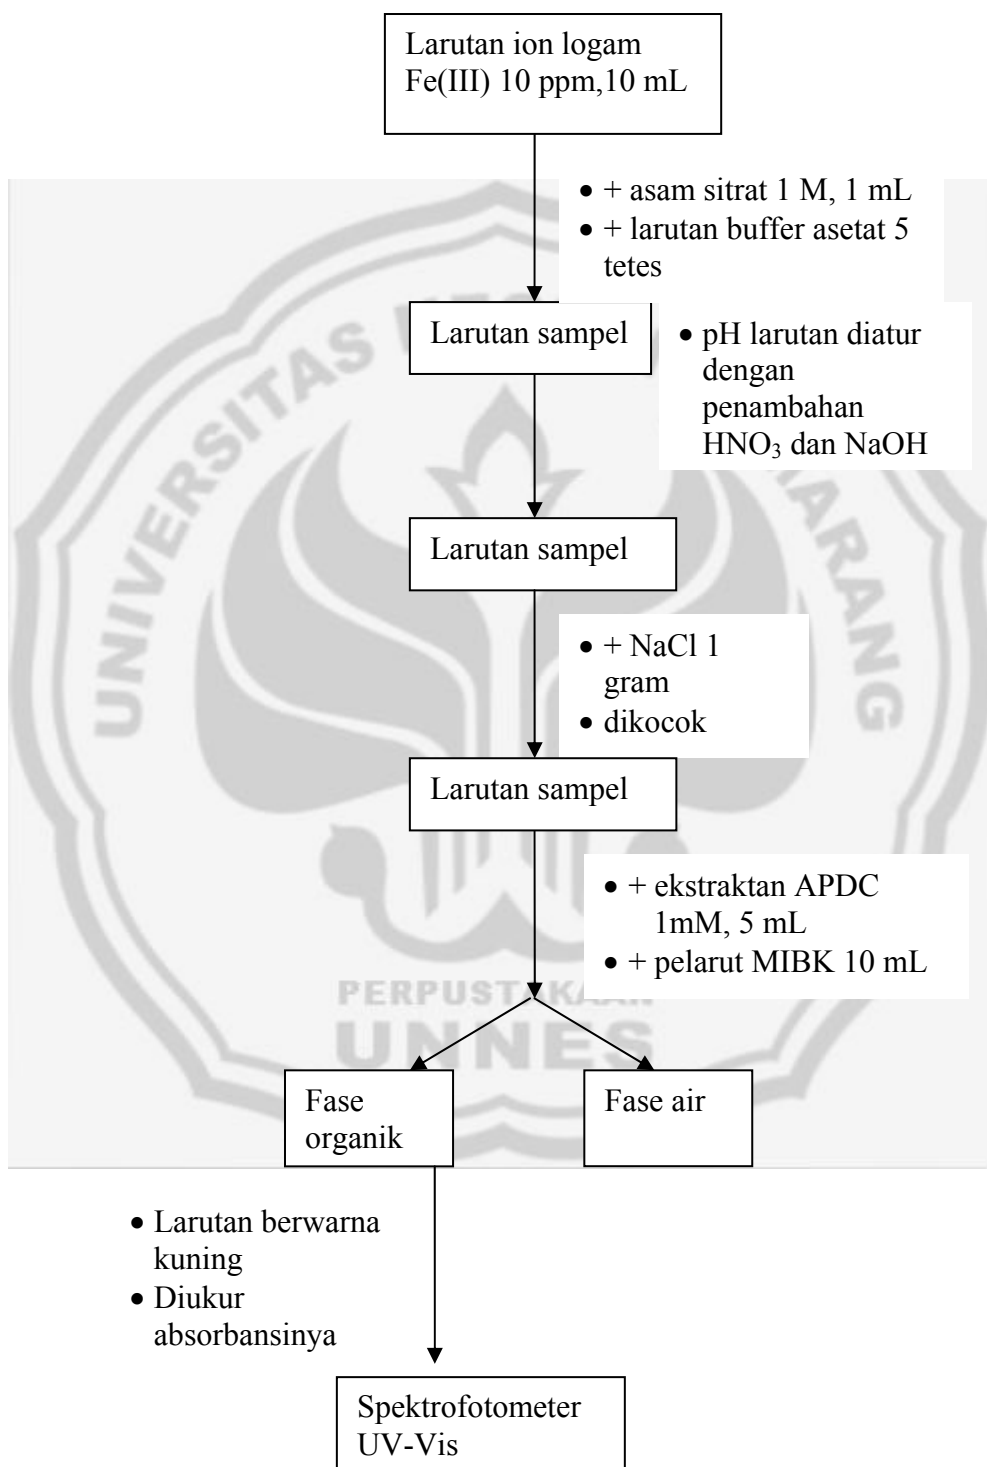 Larutan ion logam
Fe(III) 10 ppm,10 mL
• + asam sitrat 1 M, 1 mL
• + larutan buffer asetat 5
tetes
Larutan sampel
• pH larutan diatur
dengan
penambahan
HNO₃ dan NaOH
Larutan sampel
• + NaCl 1
gram
• dikocok
Larutan sampel
• + ekstraktan APDC
1mM, 5 mL
• + pelarut MIBK 10 mL
Fase
organik
Fase air
• Larutan berwarna
kuning
• Diukur
absorbansinya
Spektrofotometer
UV-Vis
UNIVERSITAS
PERPUSTAKAAN
UNNES